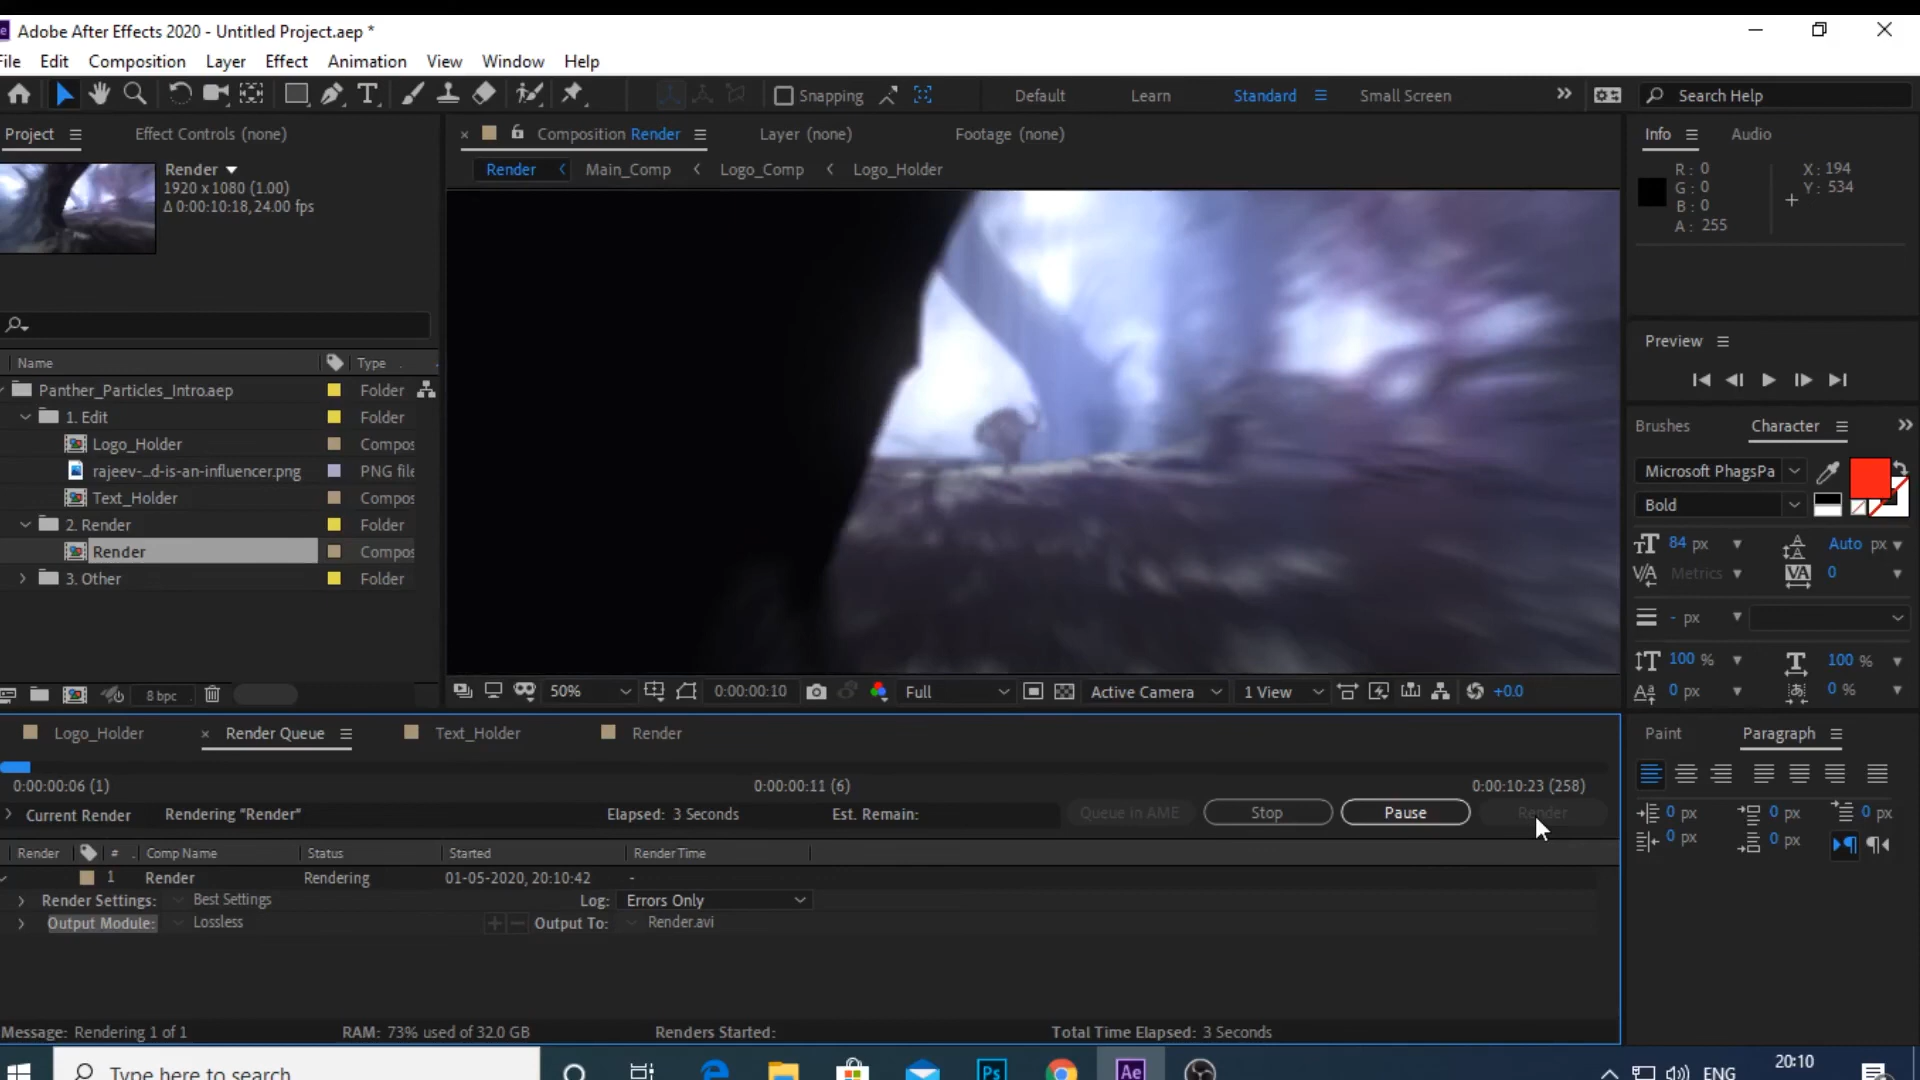 Adobe After Effects 2020 - Untitled Project.aep *
File Edit Composition Layer Effect Animation View Window Help
Snapping Default Learn Standard Small Screen Search Help
Project Effect Controls (none)
Composition Render Layer (none) Footage (none)
Info Audio
Render
1920 x 1080 (1.00)
Δ 0:00:10:18, 24.00 fps
Render Main_Comp Logo_Comp Logo_Holder
R: 0
G: 0
B: 0
A: 255
X: 194
Y: 534
Name Type
Panther_Particles_Intro.aep Folder
1. Edit Folder
Logo_Holder Compos
rajeev-...d-is-an-influencer.png PNG file
Text_Holder Compos
2. Render Folder
Render Compos
3. Other Folder
8 bpc
Preview
Brushes Character
Microsoft PhagsPa
Bold
84 px Auto px
Metrics 0
- px
100 % 100 %
0 px 0 %
50% 0:00:00:10 Full Active Camera 1 View +0.0
Logo_Holder Render Queue Text_Holder Render
0:00:00:06 (1) 0:00:00:11 (6) 0:00:10:23 (258)
Current Render Rendering "Render" Elapsed: 3 Seconds Est. Remain: Queue in AME Stop Pause Render
Render # Comp Name Status Started Render Time
1 Render Rendering 01-05-2020, 20:10:42 -
Render Settings: Best Settings Log: Errors Only
Output Module: Lossless Output To: Render.avi
Message: Rendering 1 of 1 RAM: 73% used of 32.0 GB Renders Started: Total Time Elapsed: 3 Seconds
Paint Paragraph
0 px 0 px 0 px
0 px 0 px
Type here to search
Ps Ae
20:10
ENG